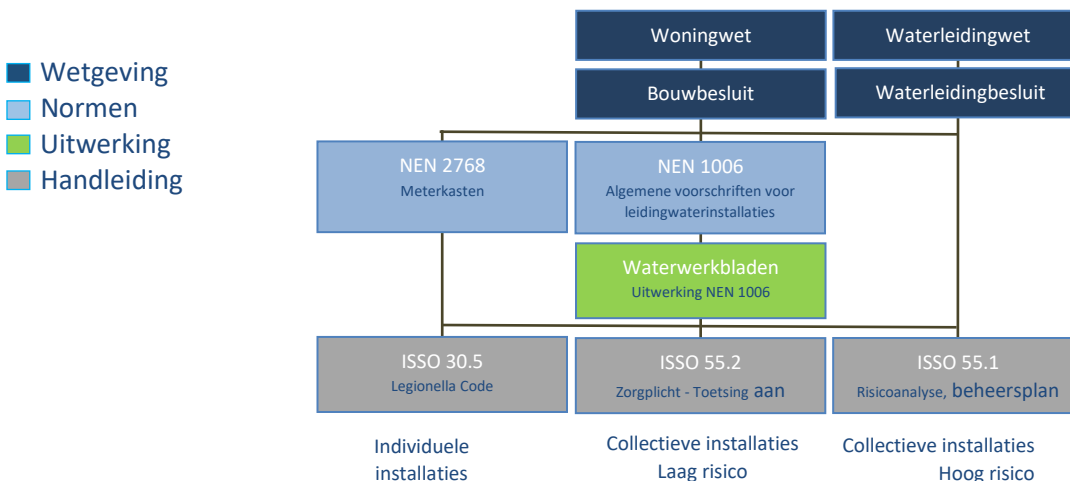 Wetgeving
Normen
Uitwerking
Handleiding
Woningwet
Waterleidingwet
Bouwbesluit
Waterleidingbesluit
NEN 2768
Meterkasten
NEN 1006
Algemene voorschriften voor
leidingwaterinstallaties
Waterwerkbladen
Uitwerking NEN 1006
ISSO 30.5
Legionella Code
ISSO 55.2
Zorgplicht - Toetsing aan
ISSO 55.1
Risicoanalyse, beheersplan
Individuele
installaties
Collectieve installaties
Laag risico
Collectieve installaties
Hoog risico